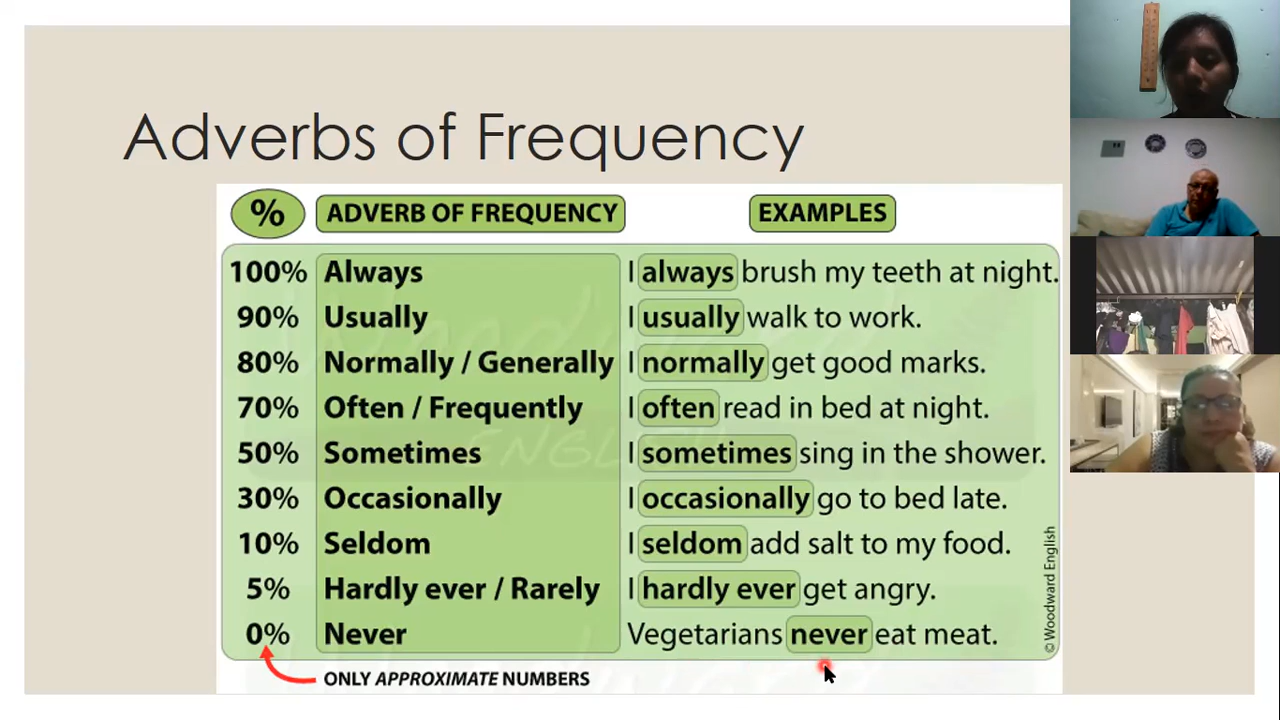 Adverbs of Frequency
% ADVERB OF FREQUENCY EXAMPLES
100% Always I always brush my teeth at night.
90% Usually I usually walk to work.
80% Normally / Generally I normally get good marks.
70% Often / Frequently I often read in bed at night.
50% Sometimes I sometimes sing in the shower.
30% Occasionally I occasionally go to bed late.
10% Seldom I seldom add salt to my food.
5% Hardly ever / Rarely I hardly ever get angry.
0% Never Vegetarians never eat meat.
ONLY APPROXIMATE NUMBERS
© Woodward English